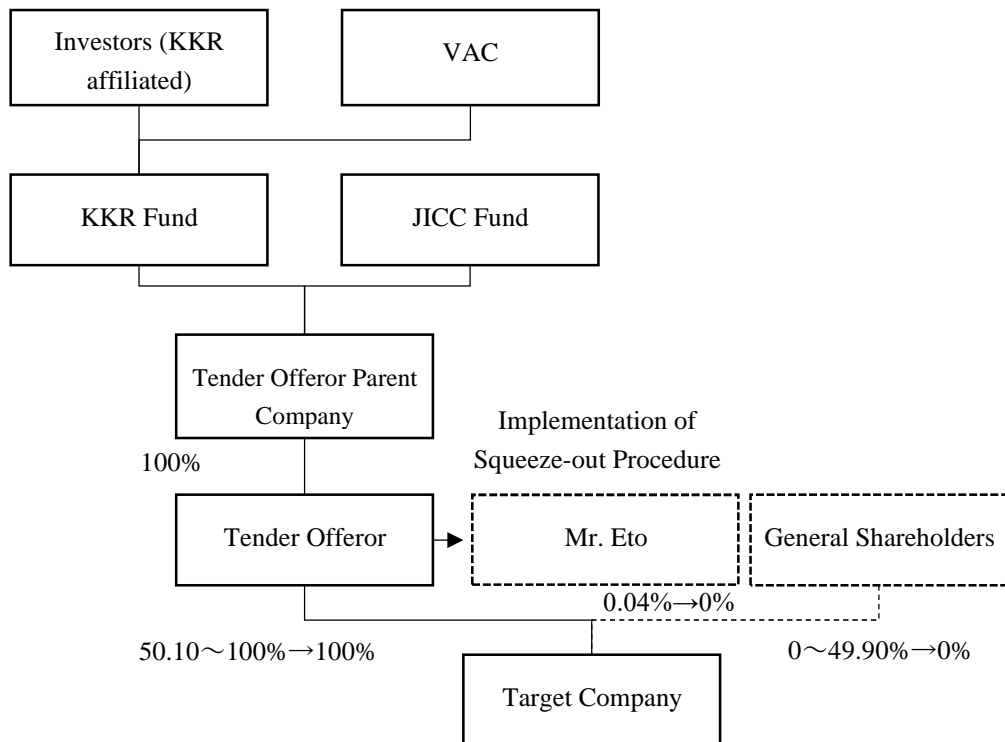 Investors (KKR
affiliated)
VAC
KKR Fund
JICC Fund
Tender Offeror Parent
Company
Implementation of
Squeeze-out Procedure
100%
Tender Offeror
Mr. Eto
General Shareholders
0.04%→0%
50.10～100%→100%
0～49.90%→0%
Target Company